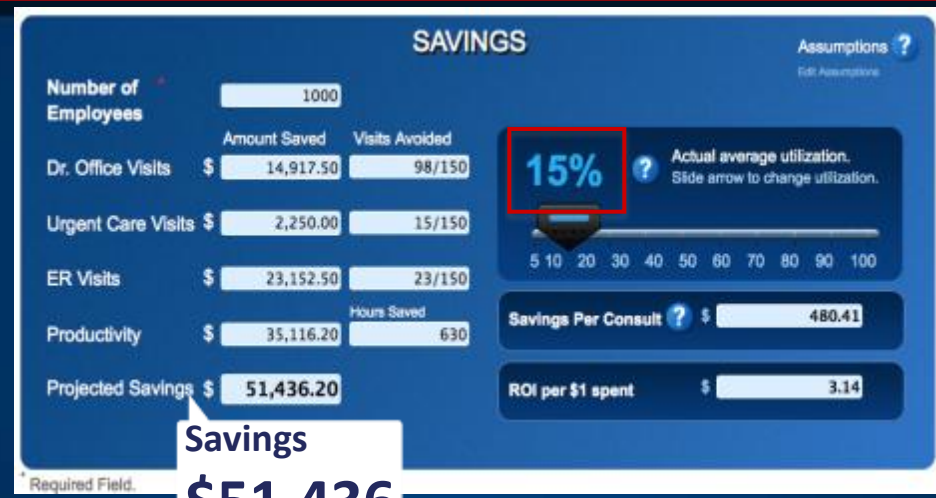 SAVINGS
Assumptions ?
Edit Assumptions
Number of *
Employees
1000
Amount Saved Visits Avoided
Dr. Office Visits $ 14,917.50 98/150
Urgent Care Visits $ 2,250.00 15/150
ER Visits $ 23,152.50 23/150
Hours Saved
Productivity $ 35,116.20 630
Projected Savings $ 51,436.20
15% ? Actual average utilization.
Slide arrow to change utilization.
5 10 20 30 40 50 60 70 80 90 100
Savings Per Consult ? $ 480.41
ROI per $1 spent $ 3.14
Savings
$51,436
* Required Field.